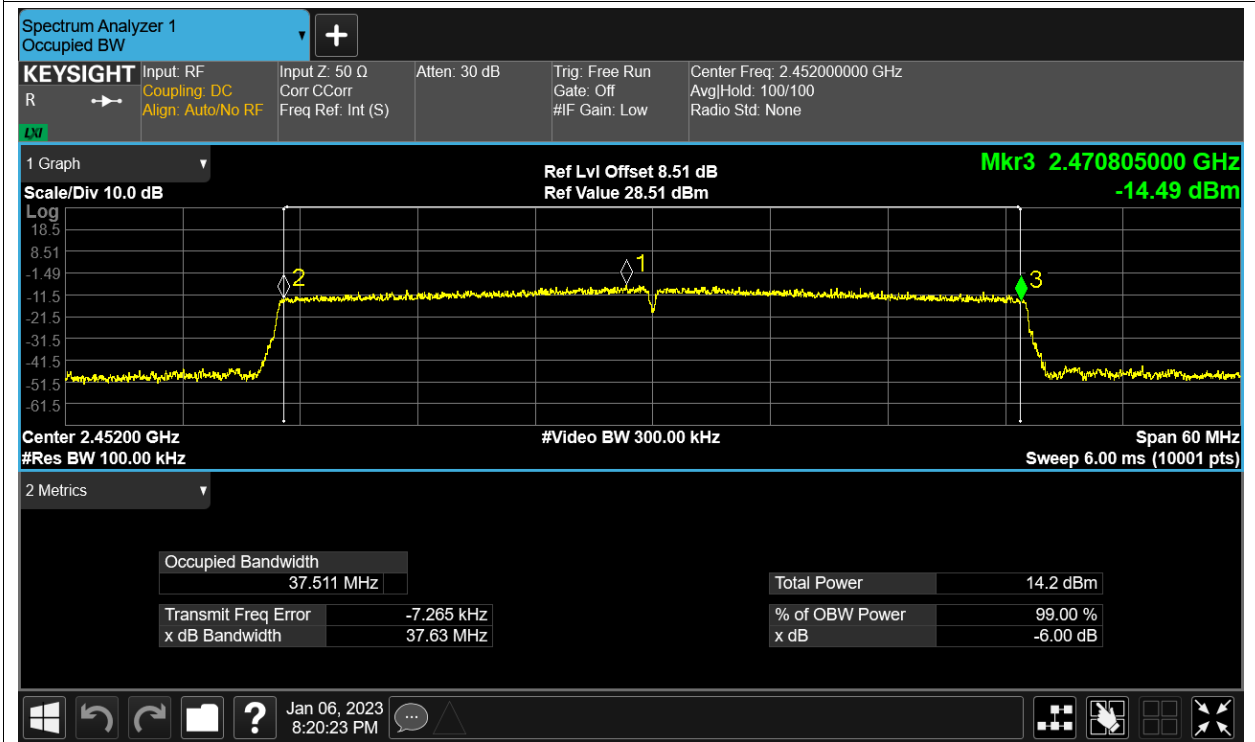 Spectrum Analyzer 1
Occupied BW
KEYSIGHT Input: RF Input Z: 50 Ω Atten: 30 dB Trig: Free Run Center Freq: 2.452000000 GHz
R Coupling: DC Corr CCorr Gate: Off Avg|Hold: 100/100
Align: Auto/No RF Freq Ref: Int (S) #IF Gain: Low Radio Std: None
LXI
1 Graph Ref Lvl Offset 8.51 dB Mkr3 2.470805000 GHz
Scale/Div 10.0 dB Ref Value 28.51 dBm -14.49 dBm
Log
18.5
8.51
1
-1.49
2 3
-11.5
-21.5
-31.5
-41.5
-51.5
-61.5
Center 2.45200 GHz #Video BW 300.00 kHz Span 60 MHz
#Res BW 100.00 kHz Sweep 6.00 ms (10001 pts)
2 Metrics
Occupied Bandwidth
37.511 MHz Total Power 14.2 dBm
Transmit Freq Error -7.265 kHz % of OBW Power 99.00 %
x dB Bandwidth 37.63 MHz x dB -6.00 dB
? Jan 06, 2023
8:20:23 PM